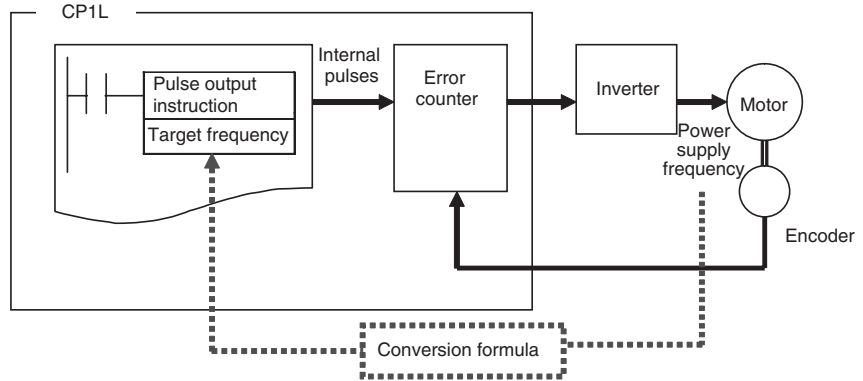 CP1L
Internal
pulses
Pulse output
instruction
Target frequency
Error
counter
Inverter
Motor
Power
supply
frequency
Encoder
Conversion formula